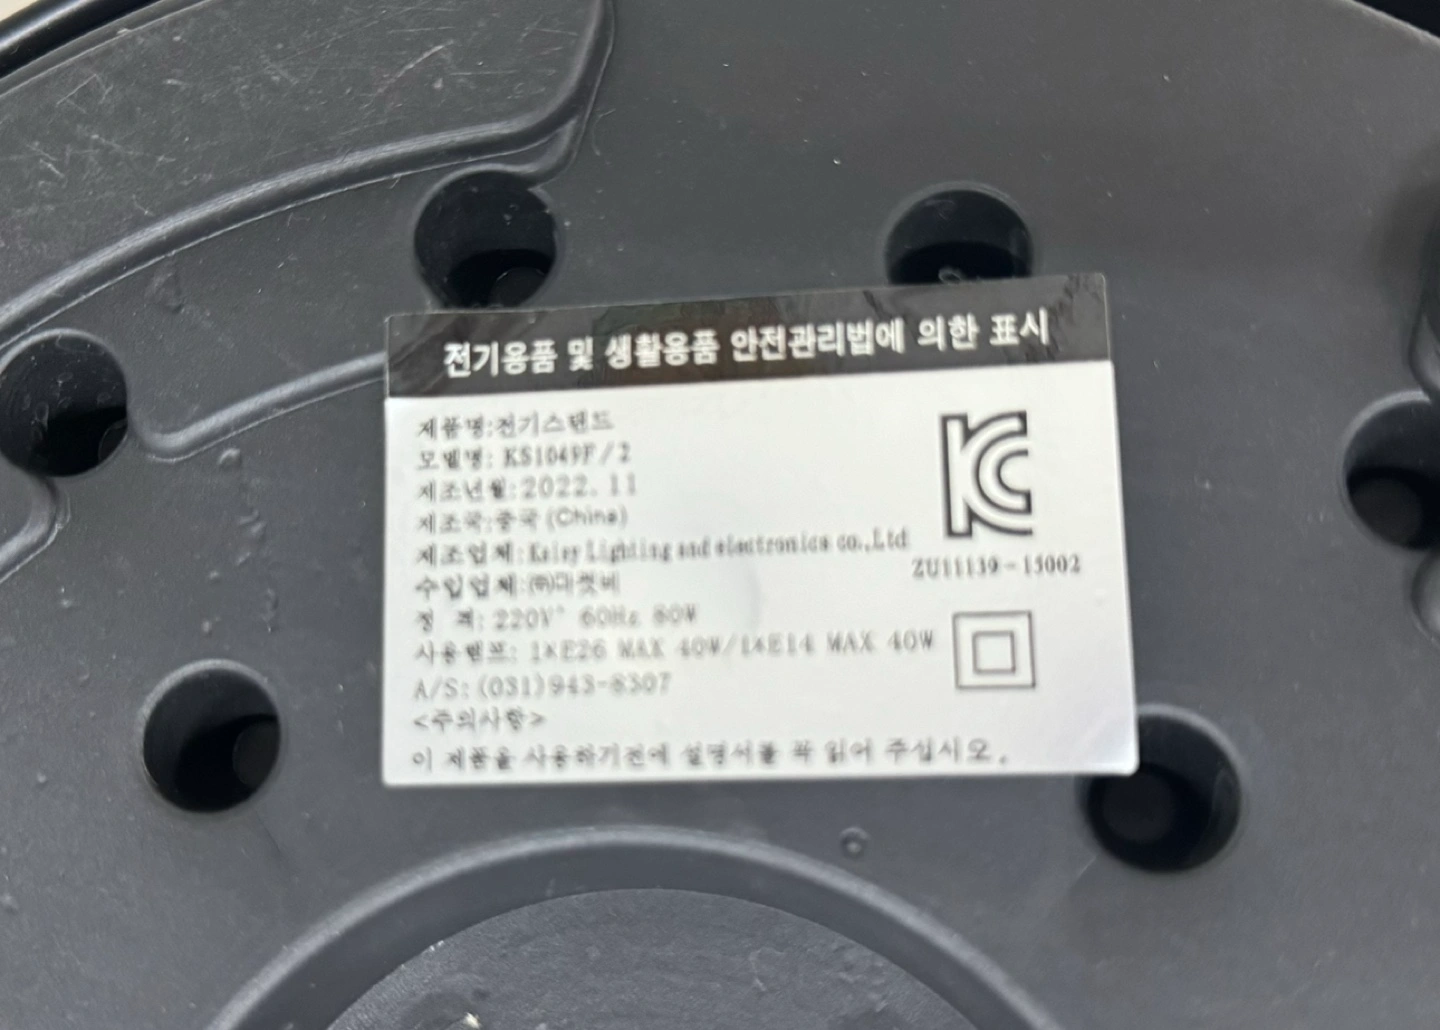 전기용품 및 생활용품 안전관리법에 의한 표시
제품명:전기스탠드
모델명: KS1049F/2
제조년월:2022.11
제조국:중국 (China)
제조업체: Lighting and electronics co.,Ltd
수입업체:㈜마켓비
정 격: 220V~ 60Hz 80W
사용램프: 1*E26 MAX 40W/1*E14 MAX 40W
A/S:(031)943-8307
<주의사항>
이 제품을 사용하기전에 설명서를 꼭 읽어 주십시오.
KC
ZU11139-15002